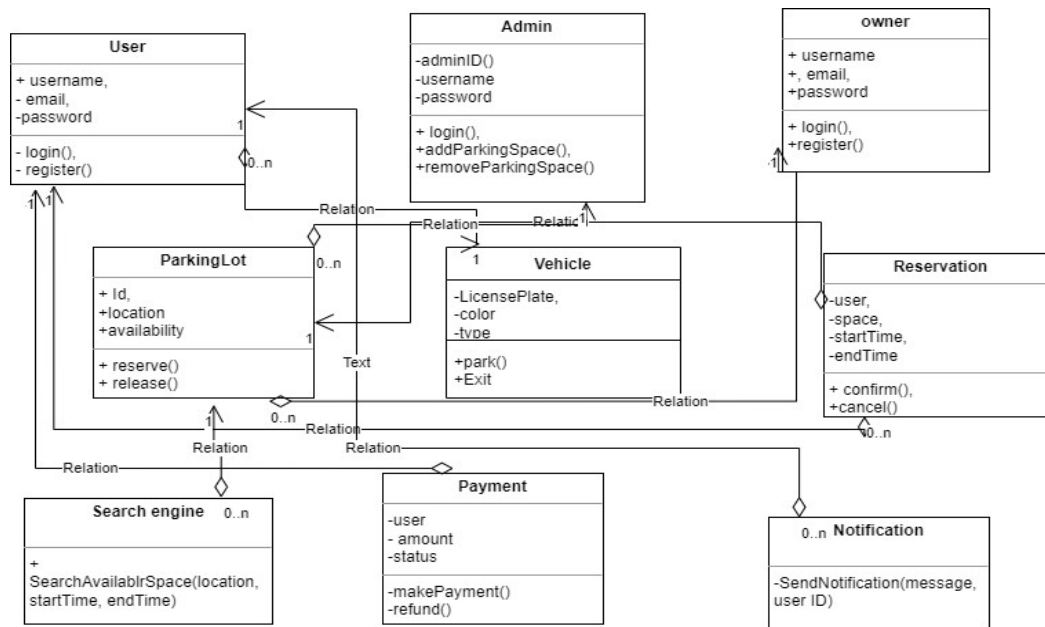 User
+ username,
- email,
-password
- login(),
- register()
1
0..n
1
1
Admin
-adminID()
-username
-password
+ login(),
+addParkingSpace(),
+removeParkingSpace()
1
owner
+ username
+, email,
+password
+ login(),
+register()
1
Relation
Relation
Relatio
ParkingLot
+ Id,
+location
+availability
+ reserve()
+ release()
0..n
1
0..n
1
Vehicle
-LicensePlate,
-color
-type
+park()
+Exit
1
Reservation
-user,
-space,
-startTime,
-endTime
+ confirm(),
+cancel()
0..n
Text
Relation
Relation
Relation
Relation
Relation
Search engine
0..n
+
SearchAvailablrSpace(location,
startTime, endTime)
Payment
-user
- amount
-status
-makePayment()
-refund()
Notification
0..n
-SendNotification(message,
user ID)